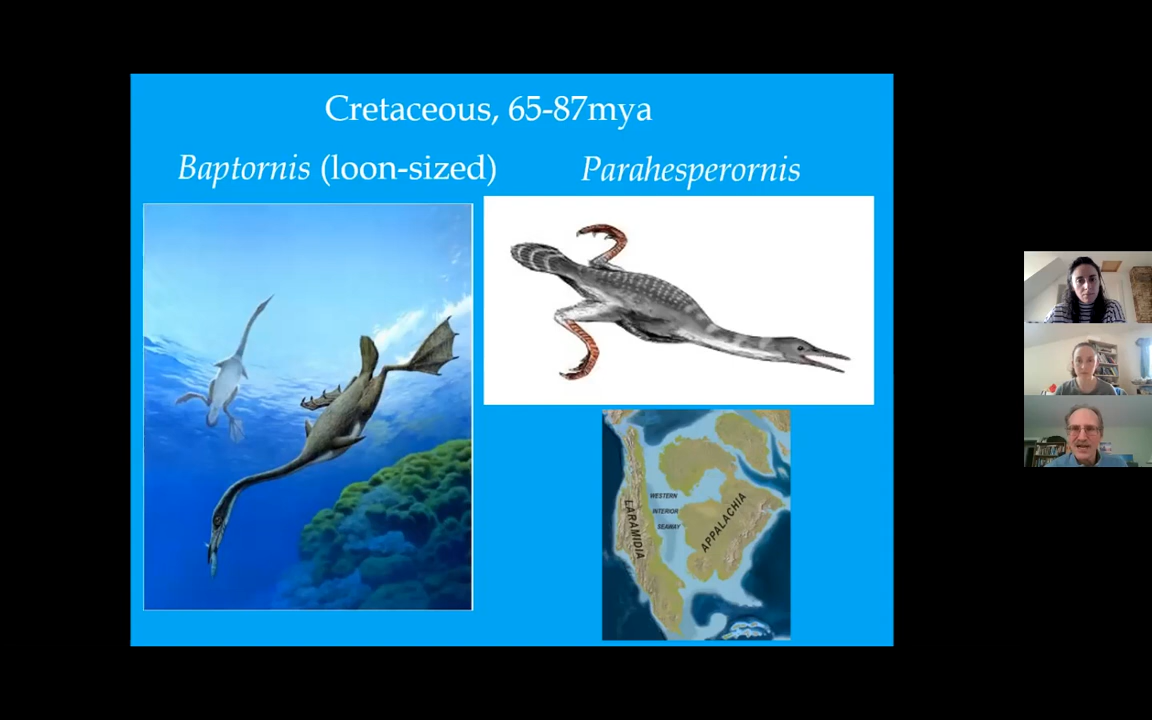 Cretaceous, 65-87mya
Baptornis (loon-sized)
Parahesperornis
WESTERN
INTERIOR
SEAWAY
LARAMIDIA
APPALACHIA